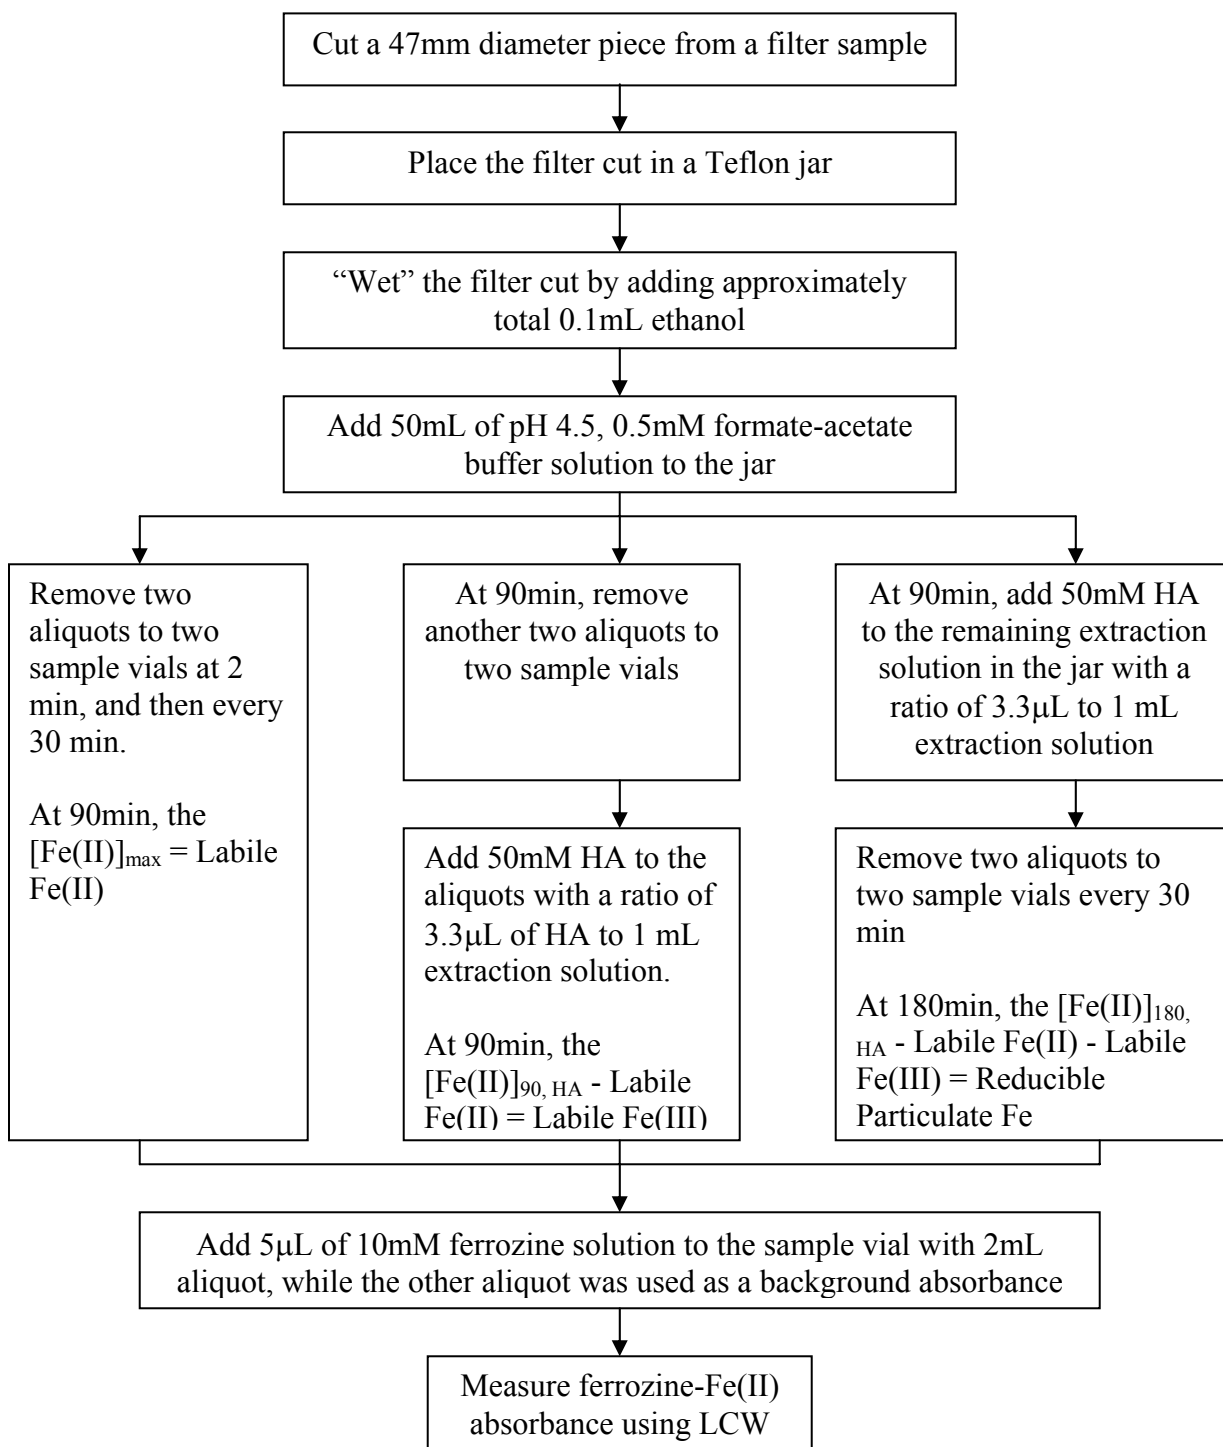 Cut a 47mm diameter piece from a filter sample
Place the filter cut in a Teflon jar
“Wet” the filter cut by adding approximately
total 0.1mL ethanol
Add 50mL of pH 4.5, 0.5mM formate-acetate
buffer solution to the jar
Remove two
aliquots to two
sample vials at 2
min, and then every
30 min.
At 90min, the
[Fe(II)]max = Labile
Fe(II)
At 90min, remove
another two aliquots to
two sample vials
Add 50mM HA to the
aliquots with a ratio of
3.3μL of HA to 1 mL
extraction solution.
At 90min, the
[Fe(II)]90, HA - Labile
Fe(II) = Labile Fe(III)
At 90min, add 50mM HA
to the remaining extraction
solution in the jar with a
ratio of 3.3μL to 1 mL
extraction solution
Remove two aliquots to
two sample vials every 30
min
At 180min, the [Fe(II)]180,
HA - Labile Fe(II) - Labile
Fe(III) = Reducible
Particulate Fe
Add 5μL of 10mM ferrozine solution to the sample vial with 2mL
aliquot, while the other aliquot was used as a background absorbance
Measure ferrozine-Fe(II)
absorbance using LCW